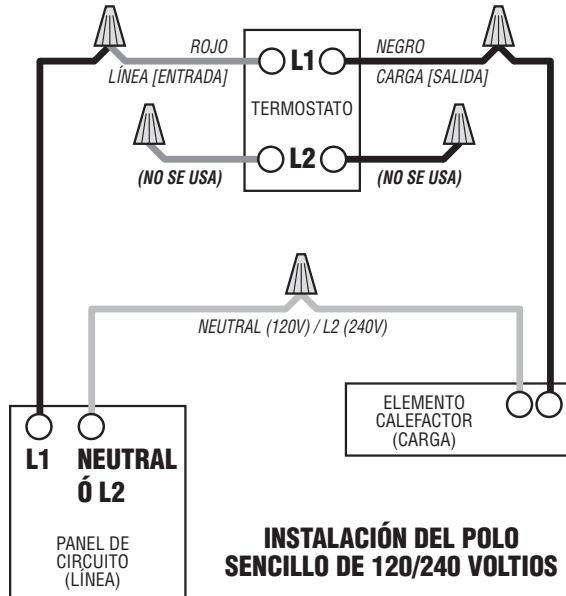 ROJO
LÍNEA [ENTRADA]
L1
NEGRO
CARGA [SALIDA]
TERMOSTATO
(NO SE USA)
L2
(NO SE USA)
NEUTRAL (120V) / L2 (240V)
ELEMENTO
CALEFACTOR
(CARGA)
L1
NEUTRAL
Ó L2
PANEL DE
CIRCUITO
(LÍNEA)
INSTALACIÓN DEL POLO
SENCILLO DE 120/240 VOLTIOS